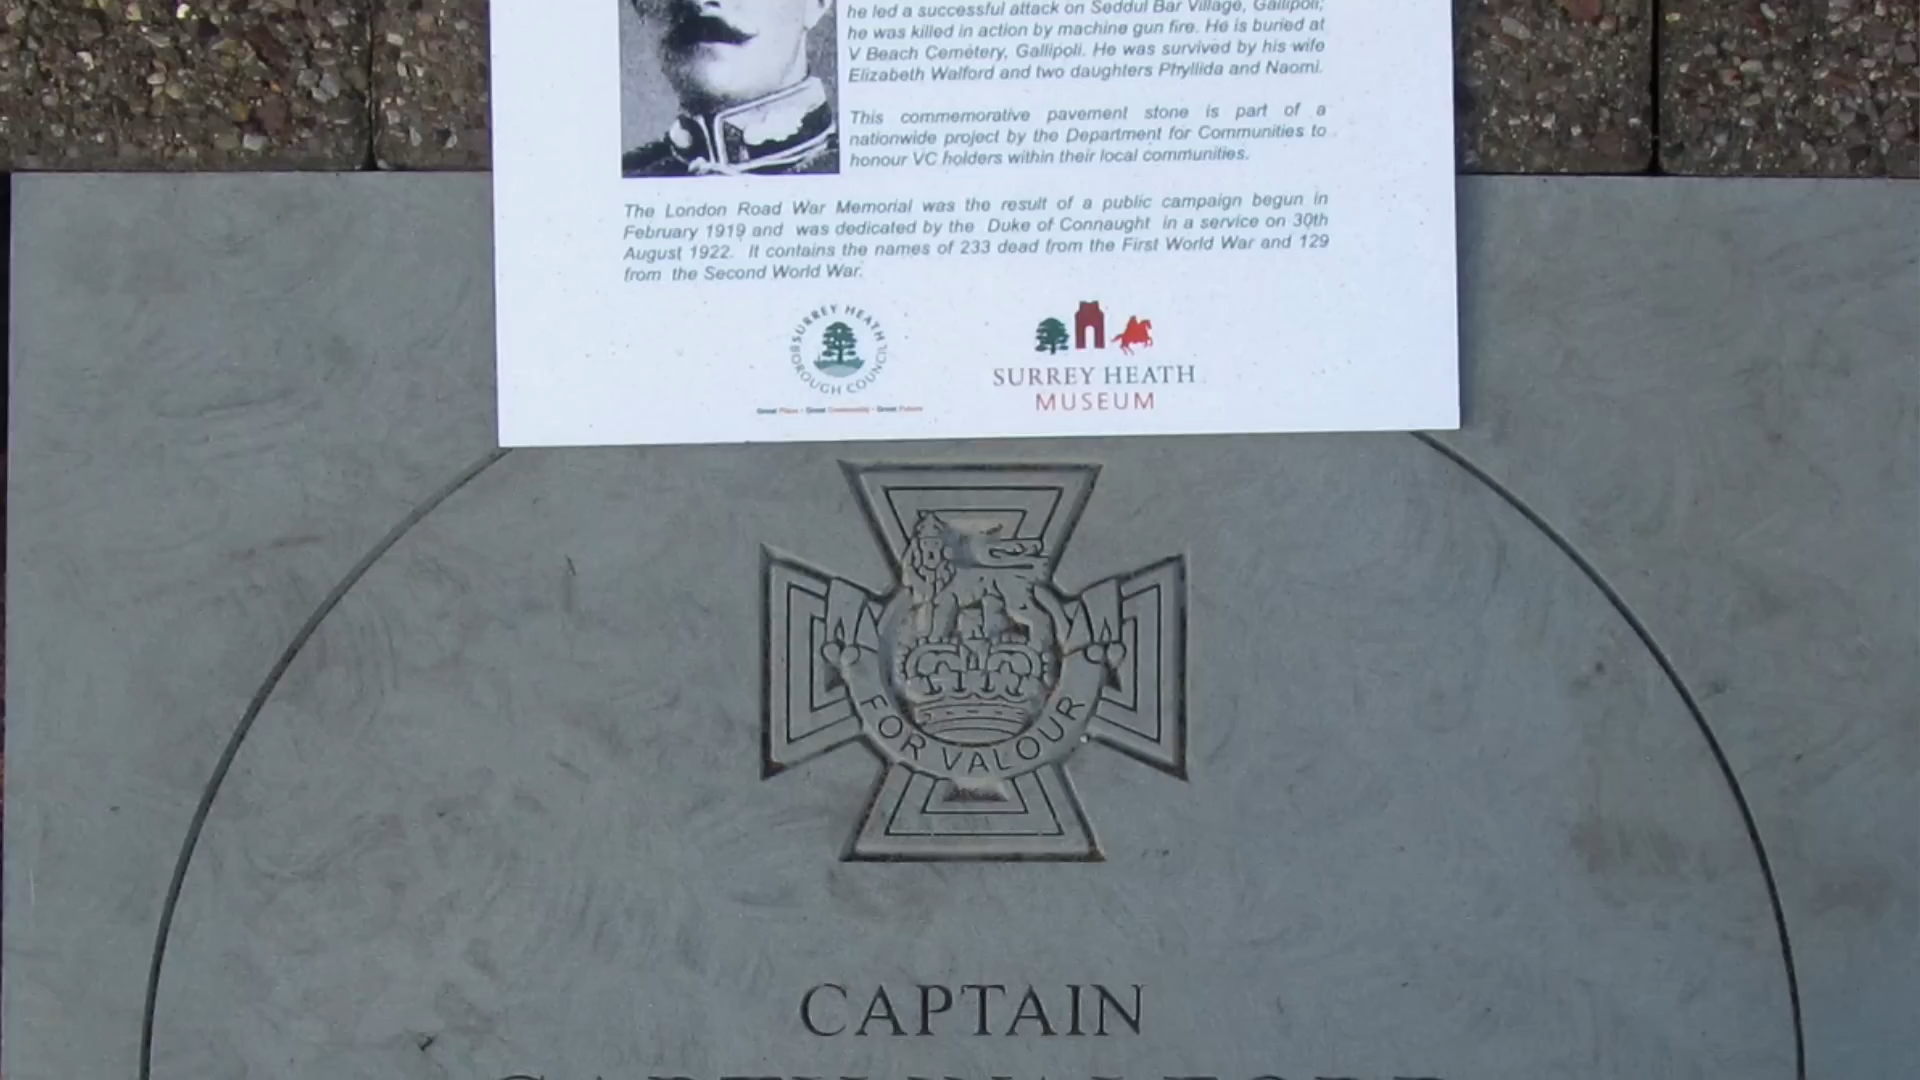 he led a successful attack on Seddul Bar Village, Gallipoli;
he was killed in action by machine gun fire. He is buried at
V Beach Cemetery, Gallipoli. He was survived by his wife
Elizabeth Walford and two daughters Phyllida and Naomi.
This commemorative pavement stone is part of a
nationwide project by the Department for Communities to
honour VC holders within their local communities.
The London Road War Memorial was the result of a public campaign begun in
February 1919 and was dedicated by the Duke of Connaught in a service on 30th
August 1922. It contains the names of 233 dead from the First World War and 129
from the Second World War.
SURREY HEATH
BOROUGH COUNCIL
Great Place • Great Community • Great Future
SURREY HEATH
MUSEUM
FOR VALOUR
CAPTAIN